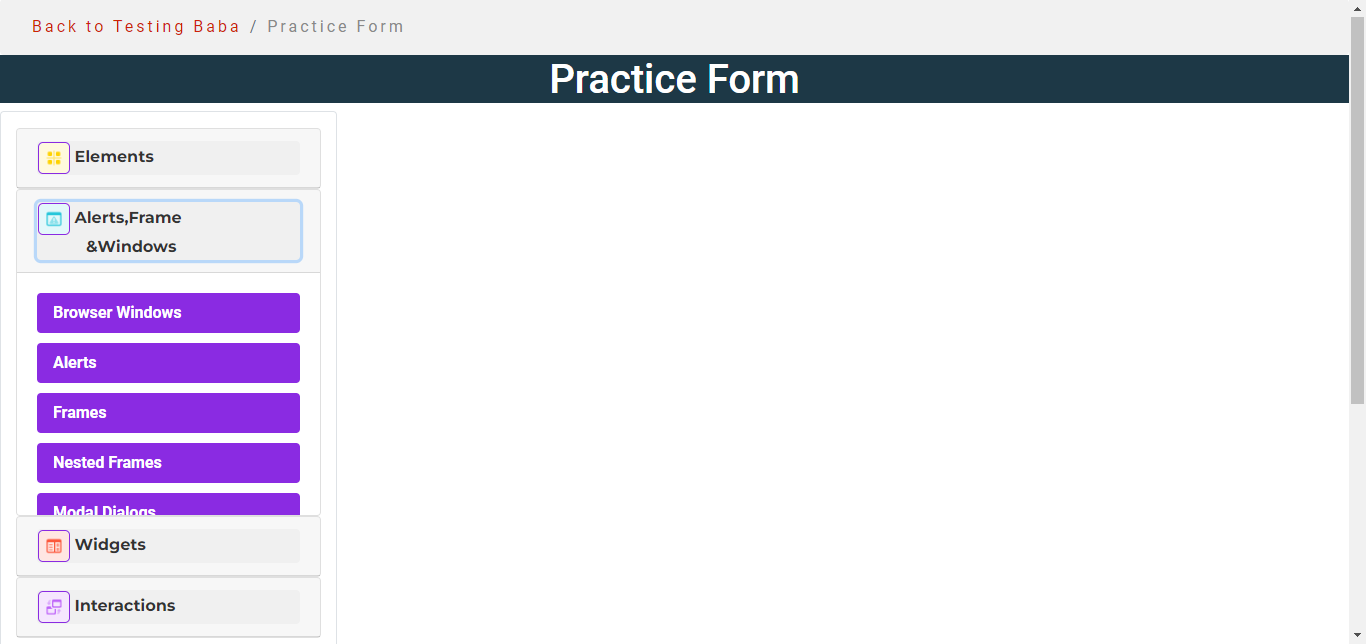 Back to Testing Baba / Practice Form
Practice Form
Elements
Alerts,Frame
&Windows
Browser Windows
Alerts
Frames
Nested Frames
Modal Dialogs
Widgets
Interactions